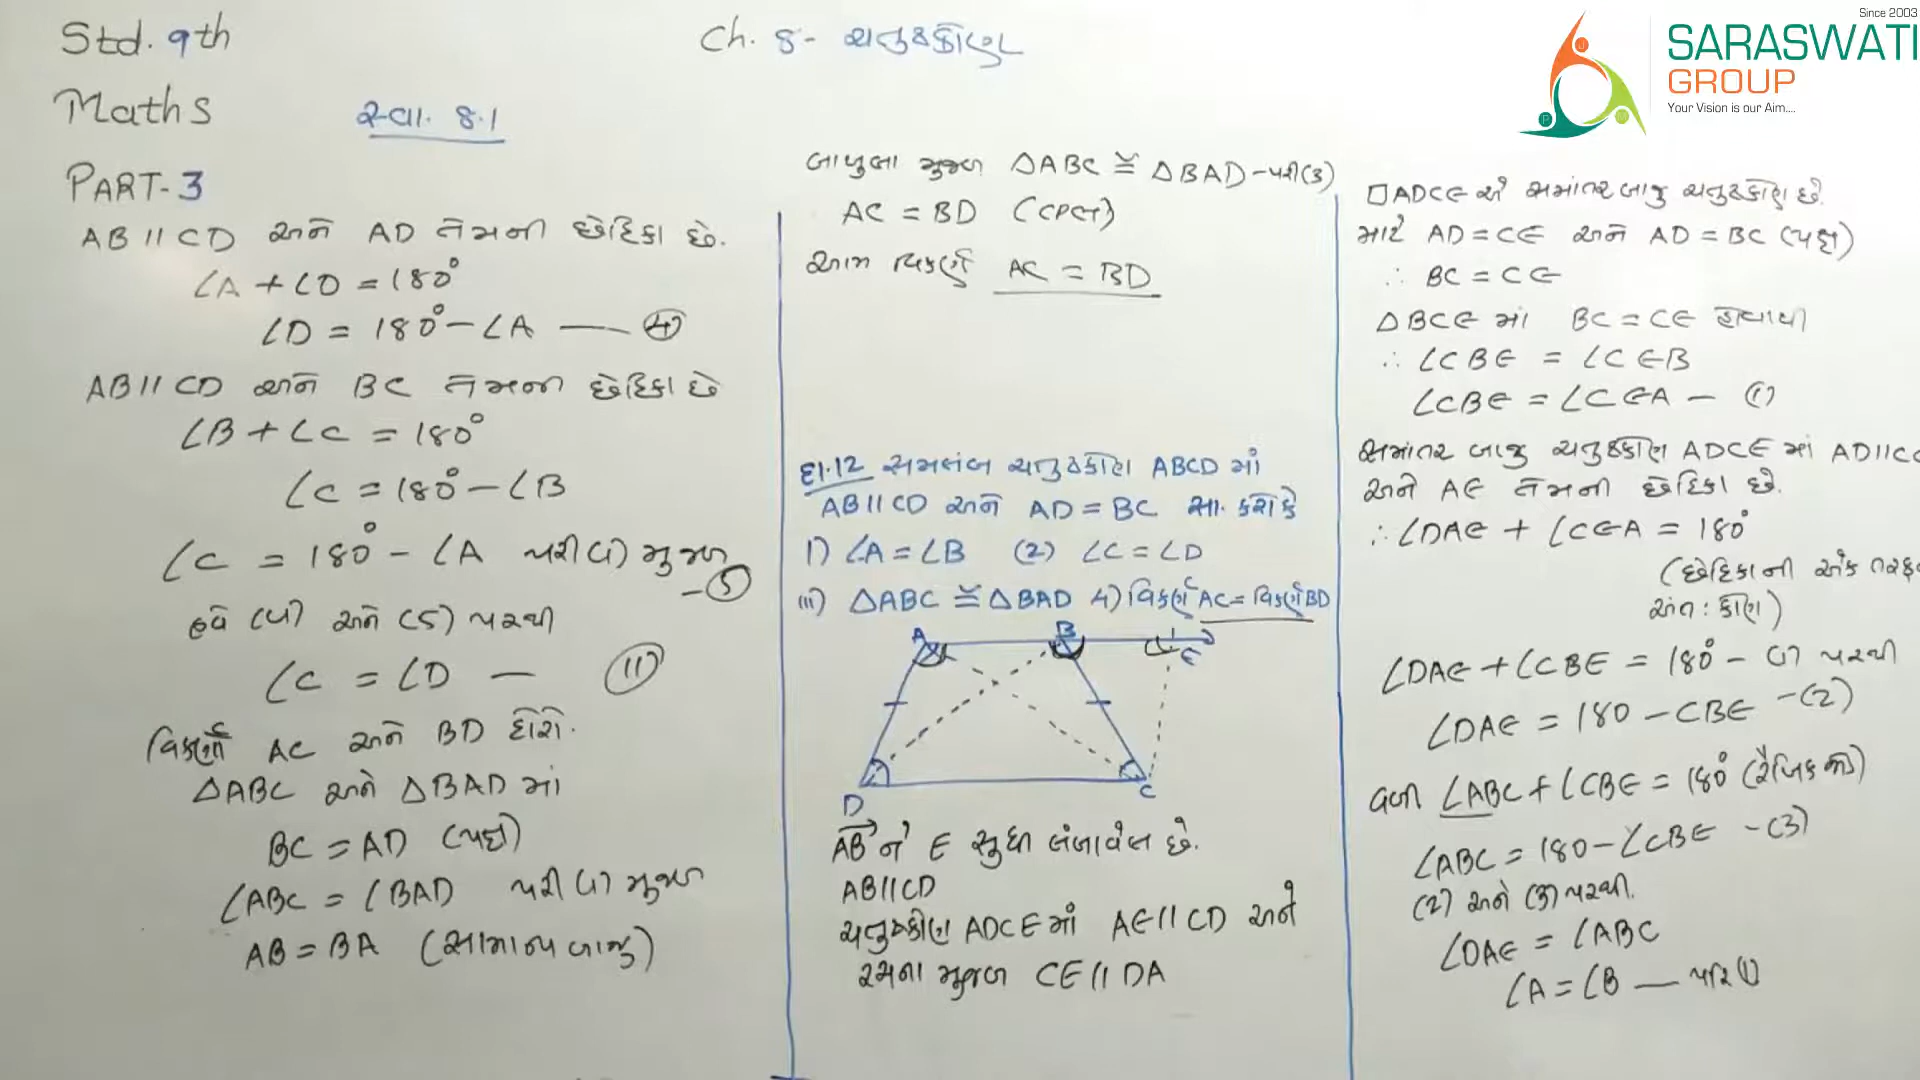 Std. 9th
Maths
Ch. 8- ચતુષ્કોણ
સ્વા. 8.1
Since 2003
SARASWATI
GROUP
Your Vision is our Aim....
PART-3
AB || CD અને AD તેમની છેદિકા છે.
∠A + ∠D = 180°
∠D = 180° - ∠A — (4)
AB || CD અને BC તેમની છેદિકા છે
∠B + ∠C = 180°
∠C = 180° - ∠B
∠C = 180° - ∠A પરી (1) મુજબ
- (5)
હવે (4) અને (5) પરથી
∠C = ∠D — (11)
વિકર્ણો AC અને BD દોરો.
△ABC અને △BAD માં
BC = AD (પક્ષ)
∠ABC = ∠BAD પરી (1) મુજબ
AB = BA (સામાન્ય બાજુ)
બાખુબા મુજબ △ABC ≅ △BAD - પરી (3)
AC = BD (CPCT)
આમ વિકર્ણ AC = BD
દા.12 સમલંબ ચતુષ્કોણ ABCD માં
AB || CD અને AD = BC સા. કરો કે
1) ∠A = ∠B (2) ∠C = ∠D
(iii) △ABC ≅ △BAD 4) વિકર્ણ AC = વિકર્ણ BD
A B E
D C
AB ને E સુધી લંબાવેલ છે.
AB || CD
ચતુષ્કોણ ADCE માં AE || CD અને
રચના મુજબ CE || DA
□ADCE એ સમાંતર બાજુ ચતુષ્કોણ છે.
માટે AD = CE અને AD = BC (પક્ષ)
∴ BC = CE
△BCE માં BC = CE હોવાથી
∴ ∠CBE = ∠CEB
∠CBE = ∠CEA — (1)
સમાંતર બાજુ ચતુષ્કોણ ADCE માં AD || CE
અને AE તેમની છેદિકા છે.
∴ ∠DAE + ∠CEA = 180°
(છેદિકાની એક તરફના
અંત: કોણ)
∠DAE + ∠CBE = 180° - (1) પરથી
∠DAE = 180 - CBE - (2)
વળી ∠ABC + ∠CBE = 180° (રૈખિક જોડ)
∠ABC = 180 - ∠CBE - (3)
(2) અને (3) પરથી.
∠DAE = ∠ABC
∠A = ∠B — પરિ (1)